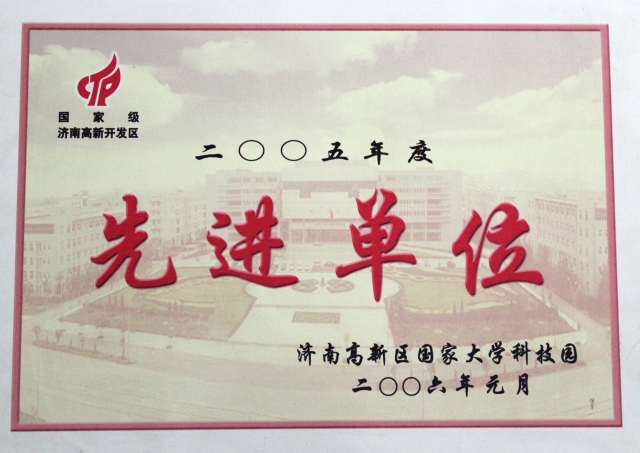 国家级
济南高新开发区
二〇〇五年度
先进单位
济南高新区国家大学科技园
二〇〇六年元月